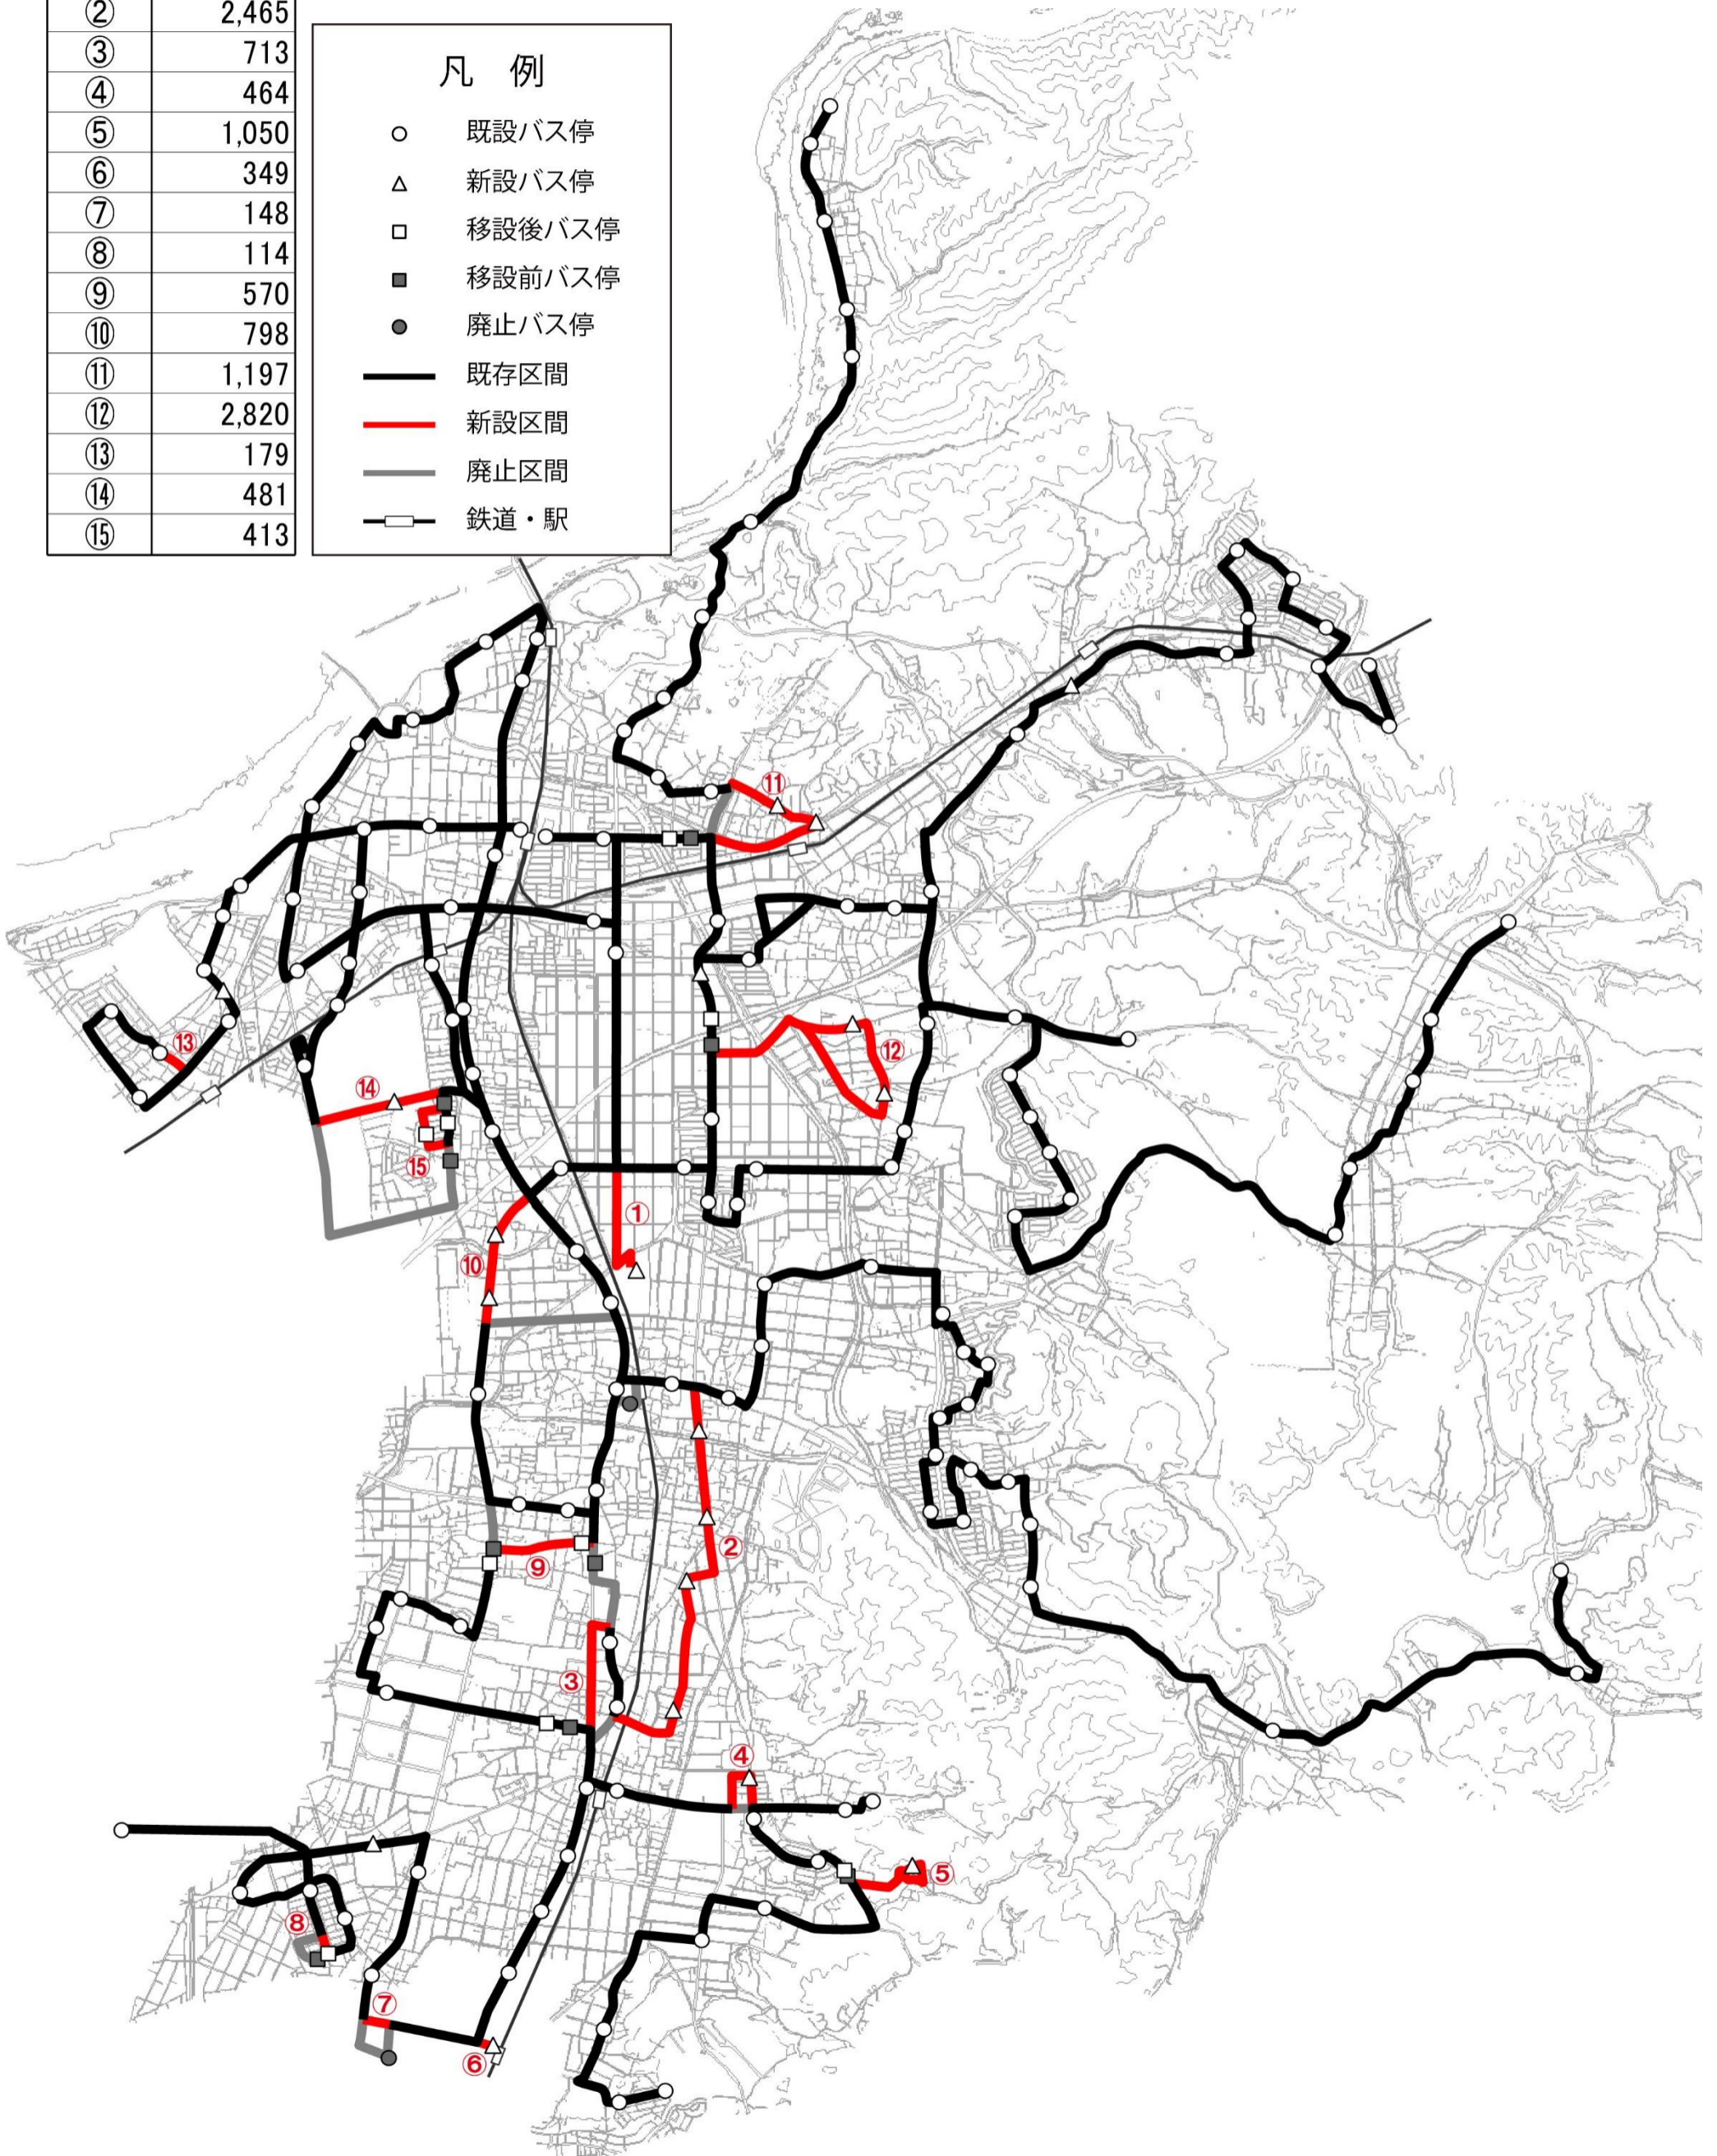 ② 2,465
③ 713
④ 464
⑤ 1,050
⑥ 349
⑦ 148
⑧ 114
⑨ 570
⑩ 798
⑪ 1,197
⑫ 2,820
⑬ 179
⑭ 481
⑮ 413
凡 例
既設バス停
新設バス停
移設後バス停
移設前バス停
廃止バス停
既存区間
新設区間
廃止区間
鉄道・駅
⑪
⑬
⑫
⑭
⑮
①
⑩
②
⑨
③
④
⑤
⑧
⑦
⑥